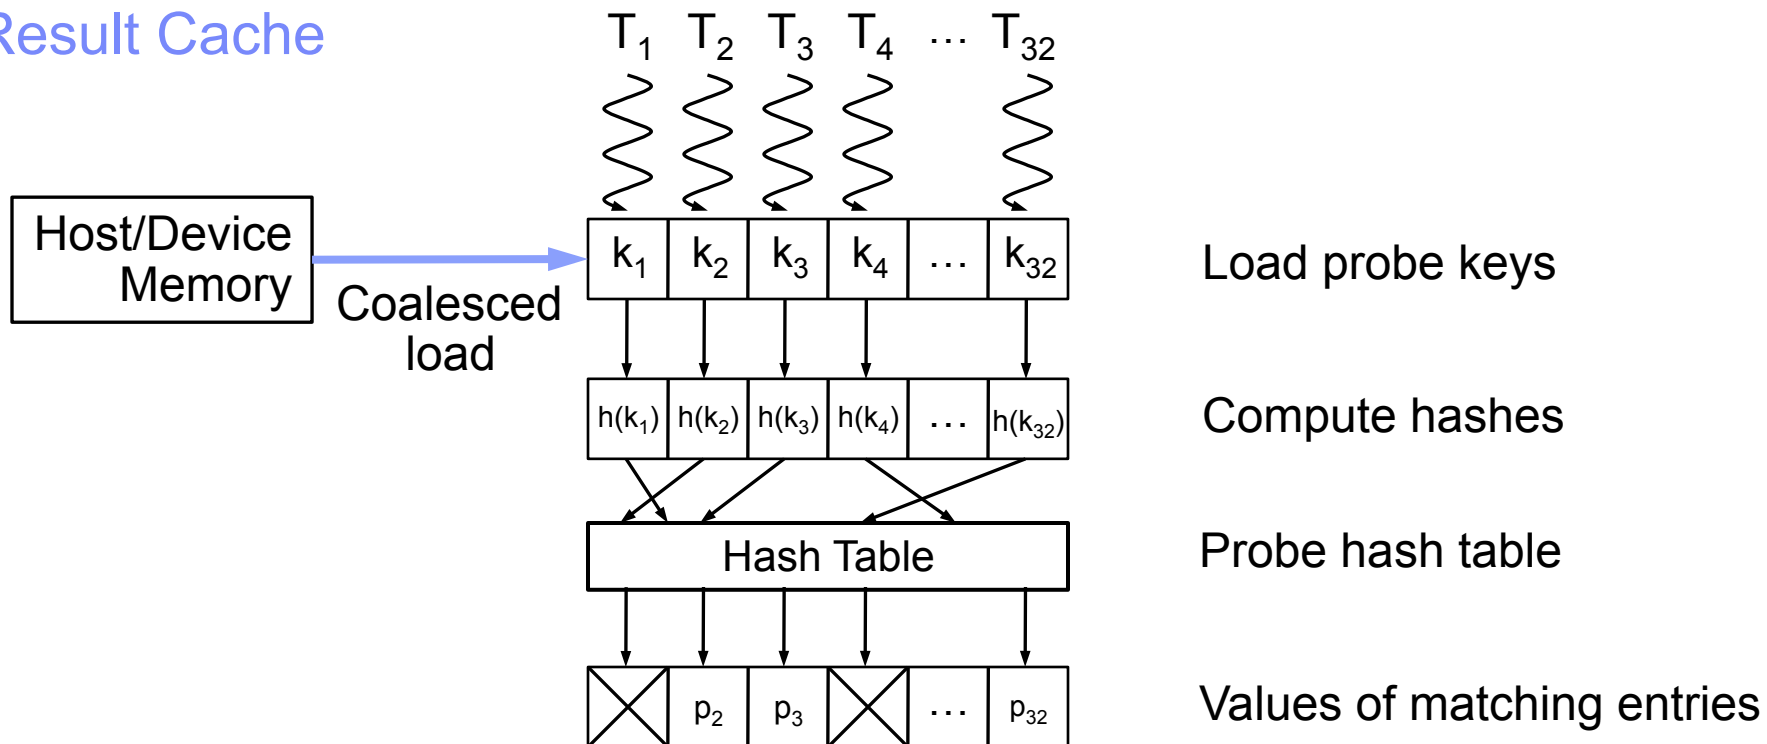 Result Cache
T1 T2 T3 T4 … T32
Host/Device
Memory
Coalesced
load
k1 k2 k3 k4 … k32
Load probe keys
h(k1) h(k2) h(k3) h(k4) … h(k32)
Compute hashes
Hash Table
Probe hash table
p2 p3 … p32
Values of matching entries